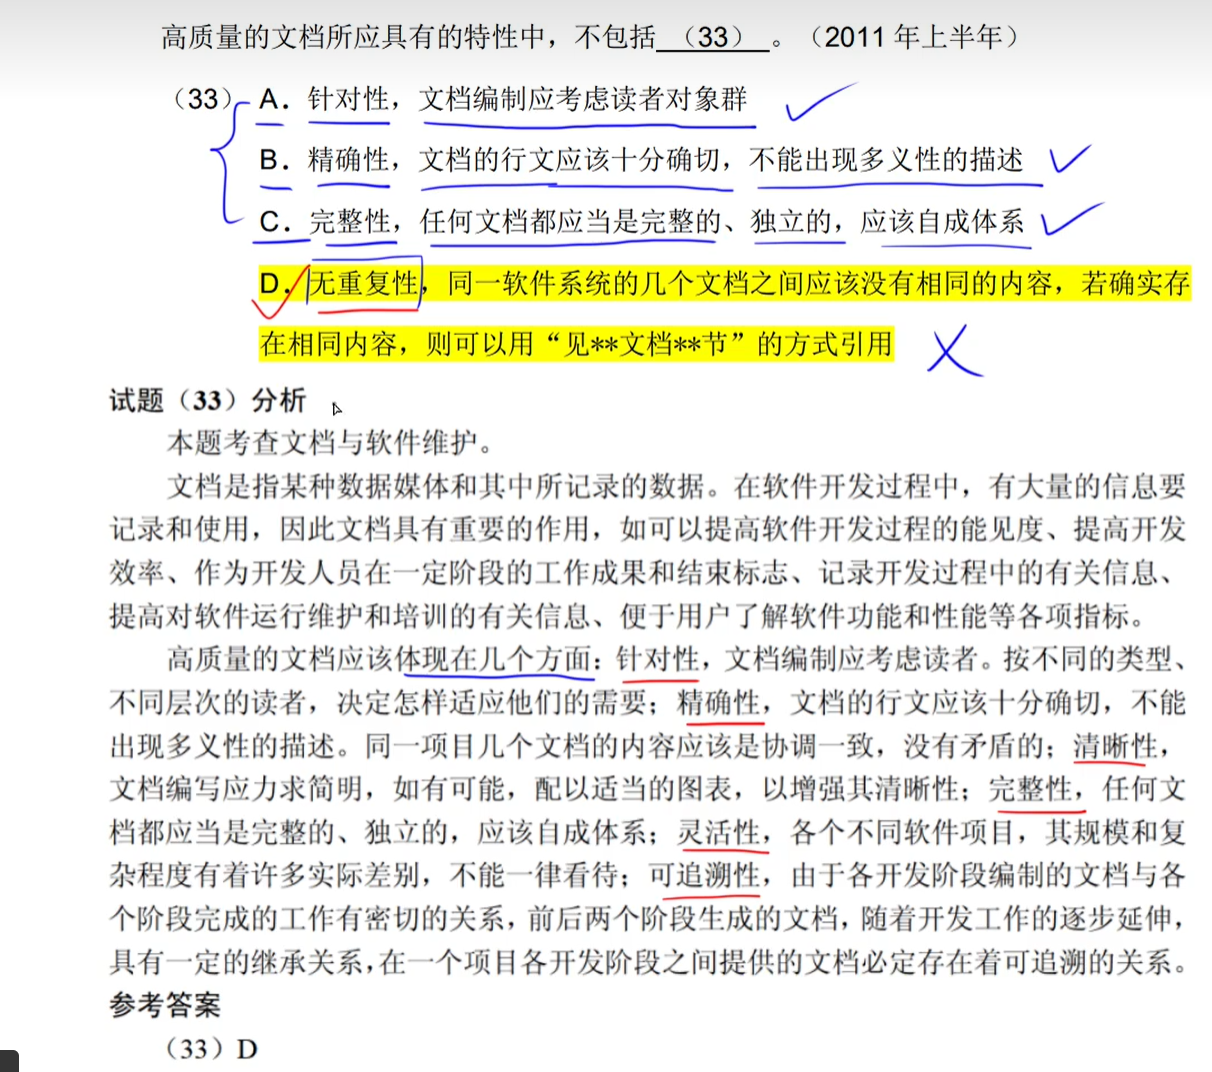 高质量的文档所应具有的特性中，不包括 （33） 。（2011 年上半年）
（33）A．针对性，文档编制应考虑读者对象群
B．精确性，文档的行文应该十分确切，不能出现多义性的描述
C．完整性，任何文档都应当是完整的、独立的，应该自成体系
D．无重复性，同一软件系统的几个文档之间应该没有相同的内容，若确实存
在相同内容，则可以用“见**文档**节”的方式引用
试题（33）分析
本题考查文档与软件维护。
文档是指某种数据媒体和其中所记录的数据。在软件开发过程中，有大量的信息要
记录和使用，因此文档具有重要的作用，如可以提高软件开发过程的能见度、提高开发
效率、作为开发人员在一定阶段的工作成果和结束标志、记录开发过程中的有关信息、
提高对软件运行维护和培训的有关信息、便于用户了解软件功能和性能等各项指标。
高质量的文档应该体现在几个方面：针对性，文档编制应考虑读者。按不同的类型、
不同层次的读者，决定怎样适应他们的需要；精确性，文档的行文应该十分确切，不能
出现多义性的描述。同一项目几个文档的内容应该是协调一致，没有矛盾的；清晰性，
文档编写应力求简明，如有可能，配以适当的图表，以增强其清晰性；完整性，任何文
档都应当是完整的、独立的，应该自成体系；灵活性，各个不同软件项目，其规模和复
杂程度有着许多实际差别，不能一律看待；可追溯性，由于各开发阶段编制的文档与各
个阶段完成的工作有密切的关系，前后两个阶段生成的文档，随着开发工作的逐步延伸，
具有一定的继承关系，在一个项目各开发阶段之间提供的文档必定存在着可追溯的关系。
参考答案
（33）D